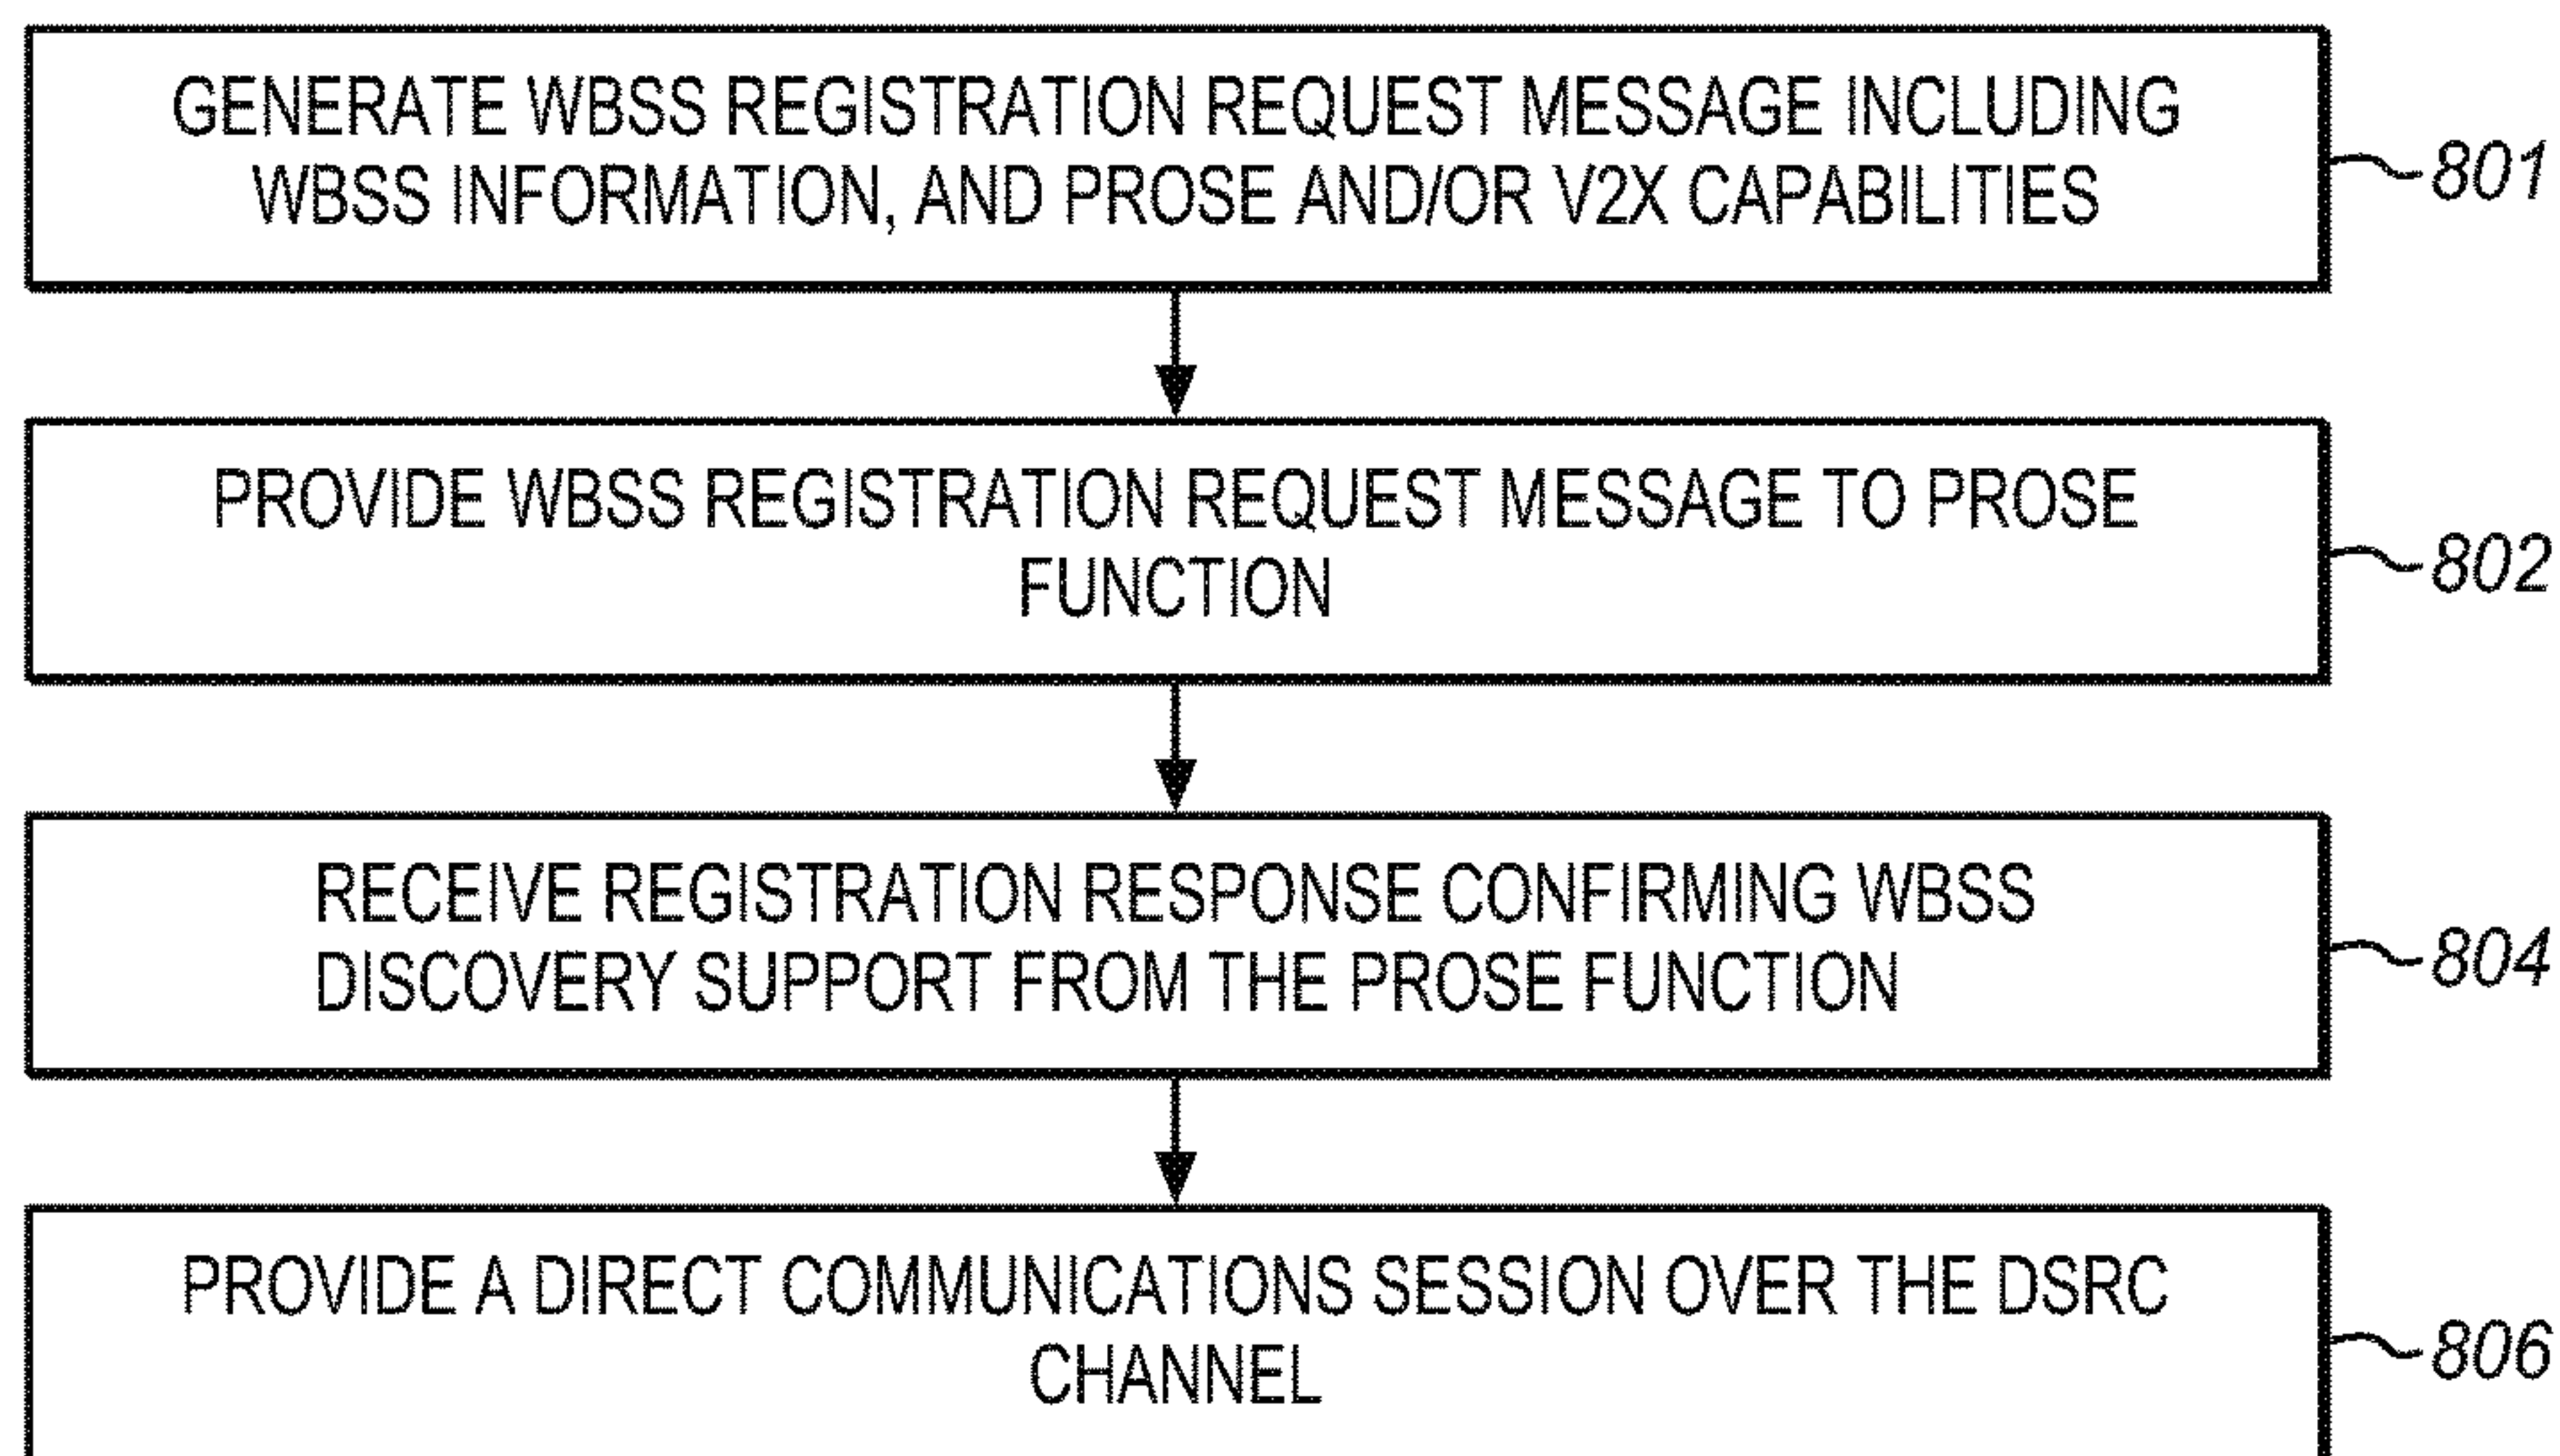 GENERATE WBSS REGISTRATION REQUEST MESSAGE INCLUDING
WBSS INFORMATION, AND PROSE AND/OR V2X CAPABILITIES
801
PROVIDE WBSS REGISTRATION REQUEST MESSAGE TO PROSE
FUNCTION
802
RECEIVE REGISTRATION RESPONSE CONFIRMING WBSS
DISCOVERY SUPPORT FROM THE PROSE FUNCTION
804
PROVIDE A DIRECT COMMUNICATIONS SESSION OVER THE DSRC
CHANNEL
806